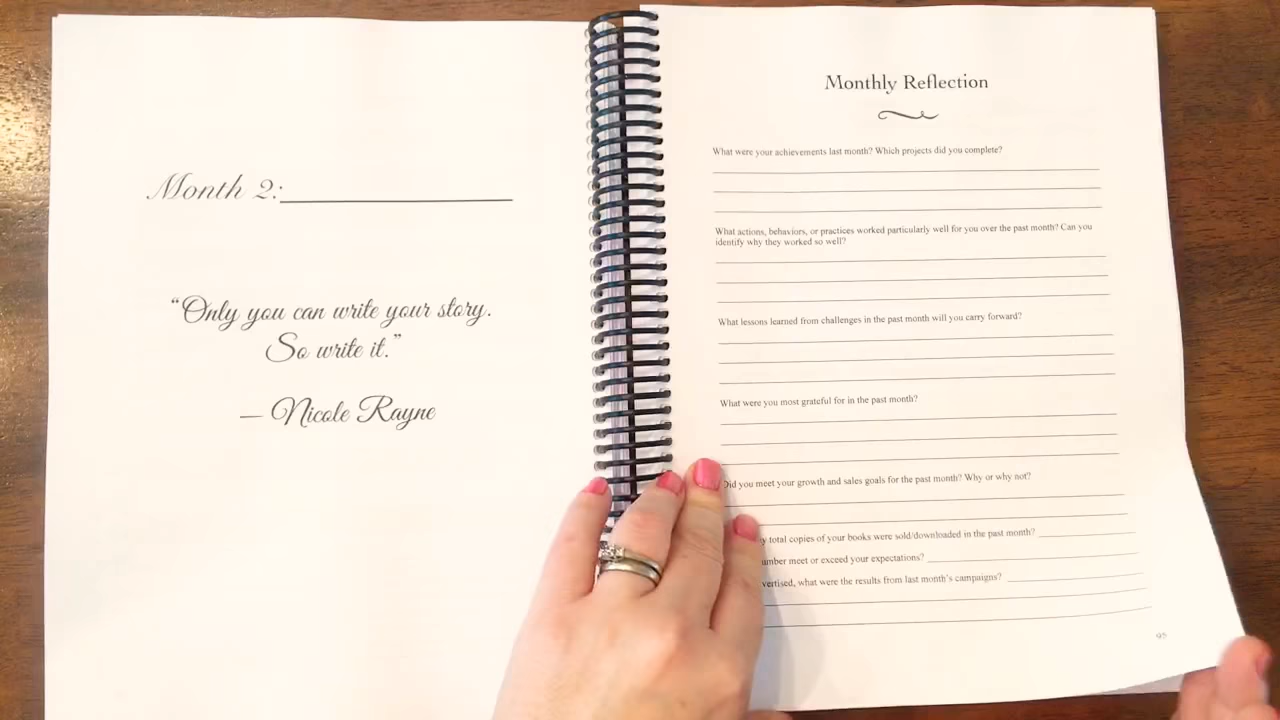 Month 2:
“Only you can write your story.
So write it.”
— Nicole Rayne
Monthly Reflection
What were your achievements last month? Which projects did you complete?
What actions, behaviors, or practices worked particularly well for you over the past month? Can you
identify why they worked so well?
What lessons learned from challenges in the past month will you carry forward?
What were you most grateful for in the past month?
Did you meet your growth and sales goals for the past month? Why or why not?
total copies of your books were sold/downloaded in the past month?
meet or exceed your expectations?
what were the results from last month's campaigns?
95